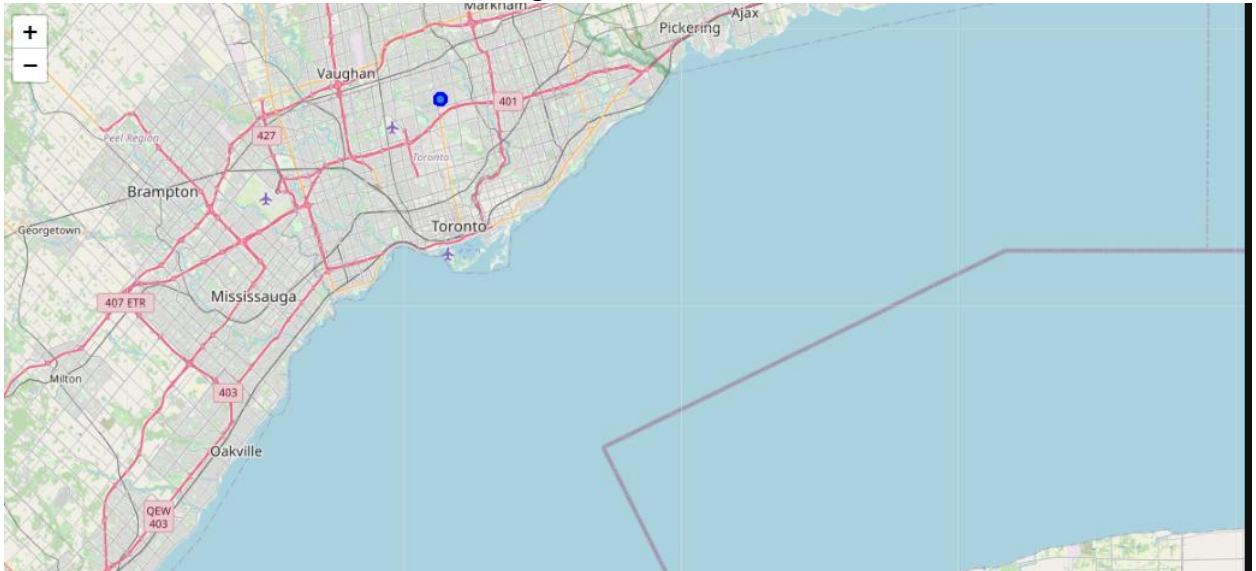 Markham
Ajax
+
Pickering
−
Vaughan
401
427
Peel Region
Toronto
Brampton
Toronto
Georgetown
Mississauga
407 ETR
Milton
403
Oakville
QEW
403